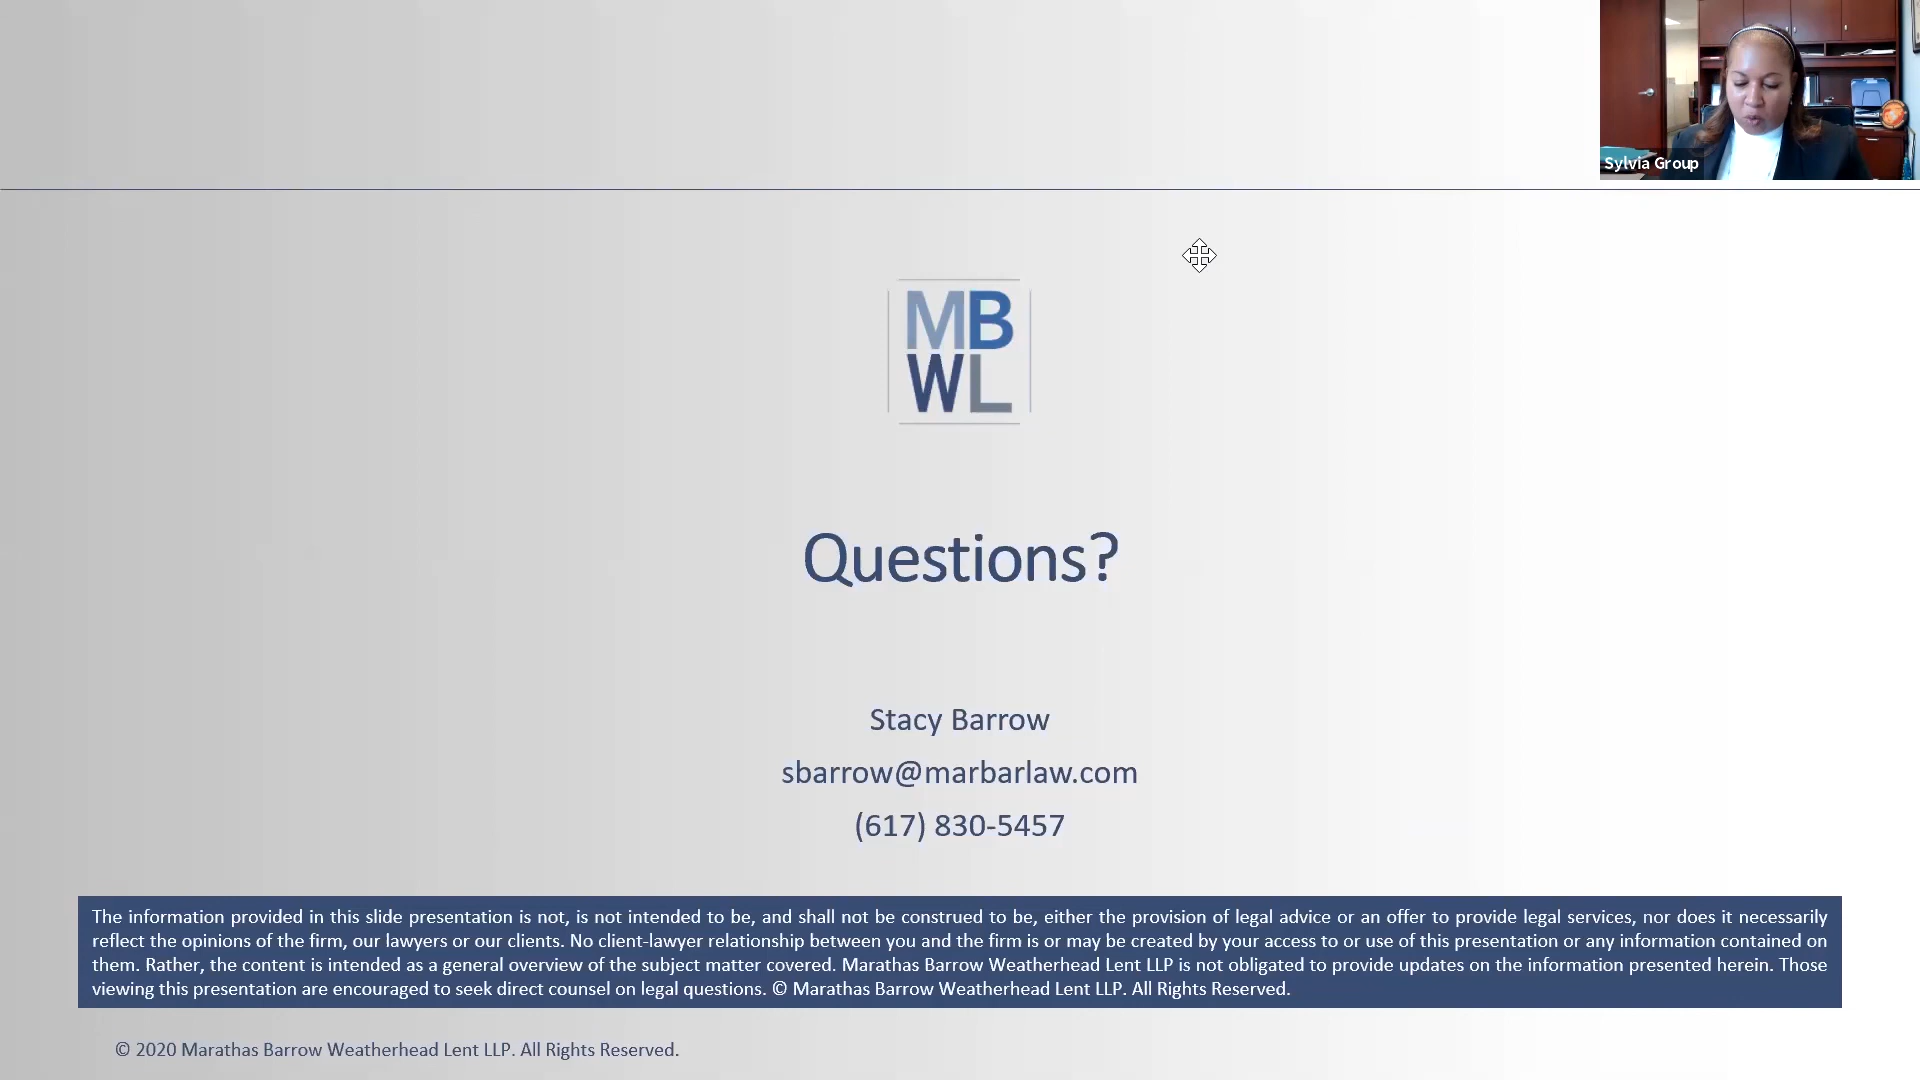 Sylvia Group
MB
WL
Questions?
Stacy Barrow
sbarrow@marbarlaw.com
(617) 830-5457
The information provided in this slide presentation is not, is not intended to be, and shall not be construed to be, either the provision of legal advice or an offer to provide legal services, nor does it necessarily
reflect the opinions of the firm, our lawyers or our clients. No client-lawyer relationship between you and the firm is or may be created by your access to or use of this presentation or any information contained on
them. Rather, the content is intended as a general overview of the subject matter covered. Marathas Barrow Weatherhead Lent LLP is not obligated to provide updates on the information presented herein. Those
viewing this presentation are encouraged to seek direct counsel on legal questions. © Marathas Barrow Weatherhead Lent LLP. All Rights Reserved.
© 2020 Marathas Barrow Weatherhead Lent LLP. All Rights Reserved.